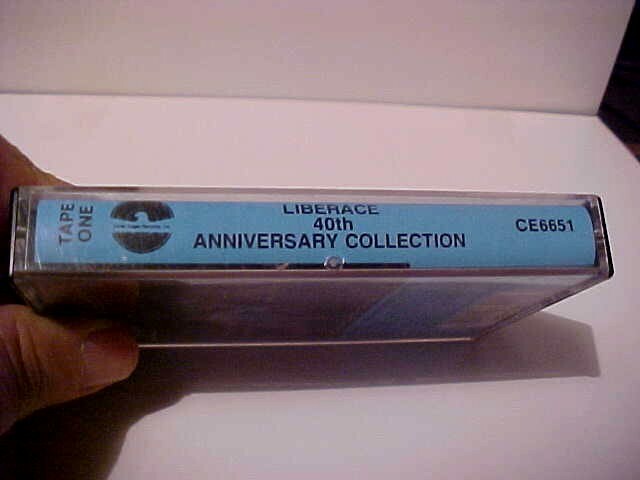 TAPE
ONE
LIBERACE
40th
ANNIVERSARY COLLECTION
CE6651